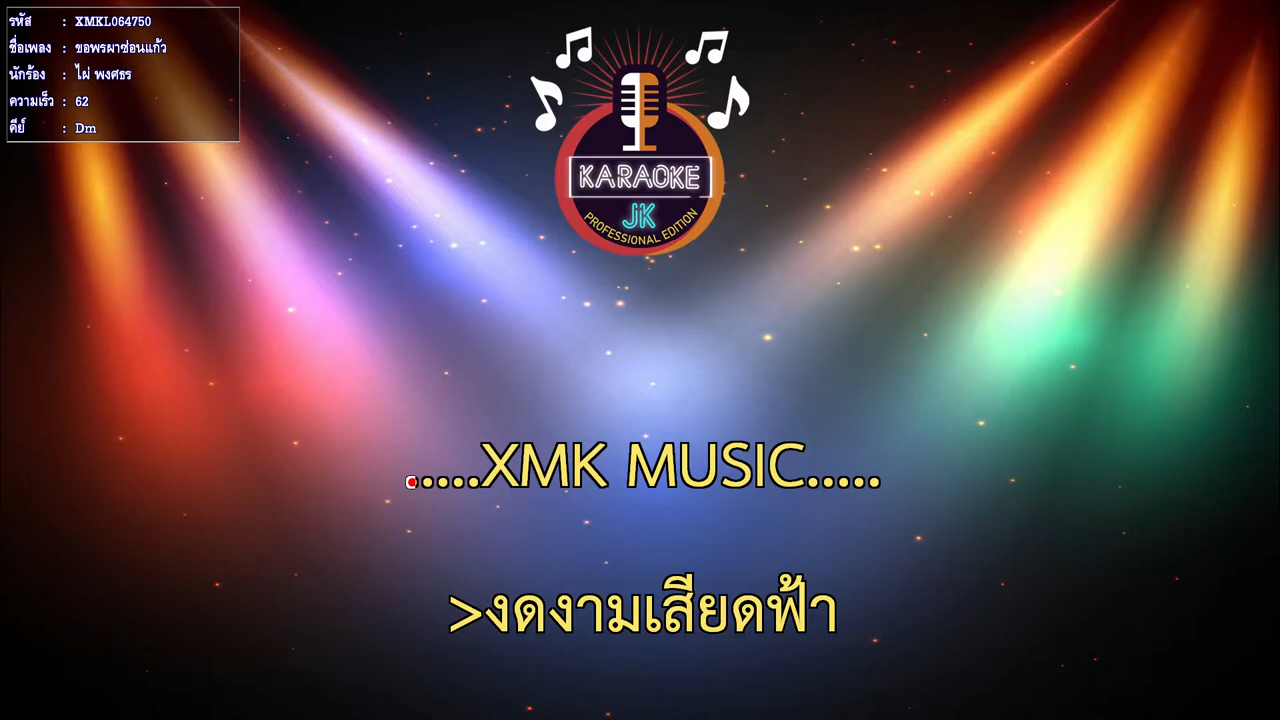 รหัส : XMKL064750
ชื่อเพลง : ขอพรผาซ่อนแก้ว
นักร้อง : ไผ่ พงศธร
ความเร็ว : 62
คีย์ : Dm
KARAOKE
JK
PROFESSIONAL EDITION
.....XMK MUSIC.....
>งดงามเสียดฟ้า